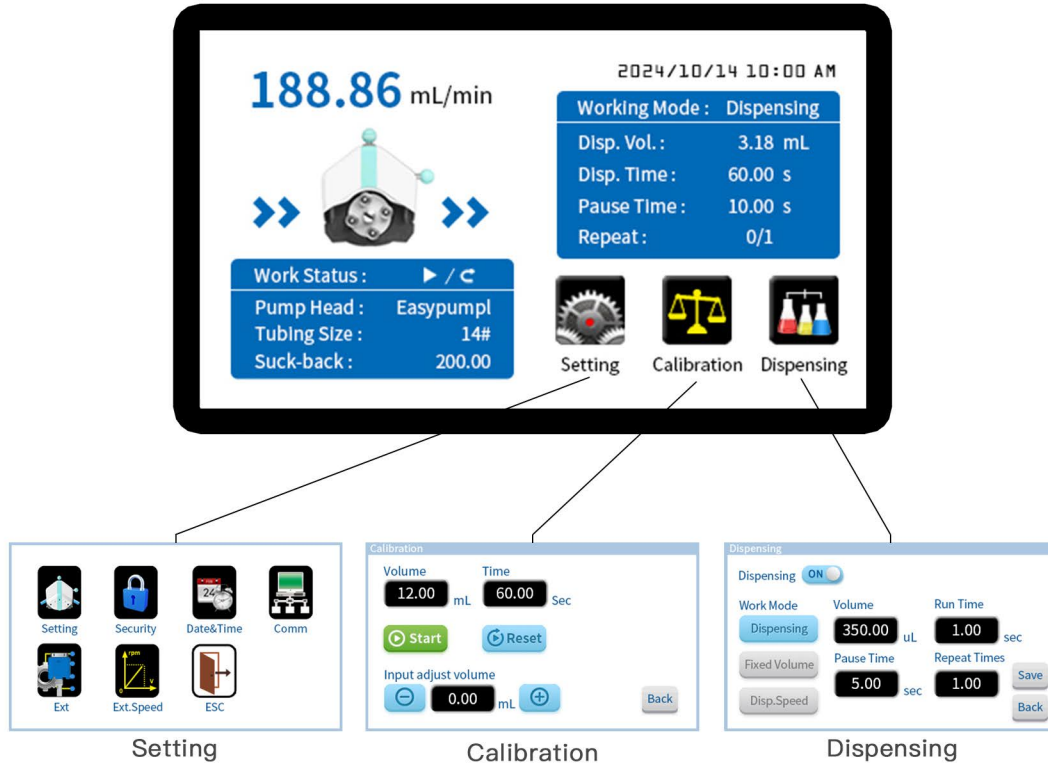 188.86 mL/min
2024/10/14 10:00 AM
Working Mode : Dispensing
Disp. Vol. : 3.18 mL
Disp. Time : 60.00 s
Pause Time : 10.00 s
Repeat : 0/1
Work Status : /
Pump Head : Easypumpl
Tubing Size : 14#
Suck-back : 200.00
Setting
Calibration
Dispensing
Setting
Security
24
Date&Time
Comm
Ext
rpm
0 V
Ext.Speed
ESC
Setting
Calibration
Volume Time
12.00 mL 60.00 Sec
Start Reset
Input adjust volume
0.00 mL
Back
Calibration
Dispensing
Dispensing ON
Work Mode Volume Run Time
Dispensing 350.00 uL 1.00 sec
Fixed Volume Pause Time Repeat Times
5.00 sec 1.00
Disp.Speed
Save
Back
Dispensing